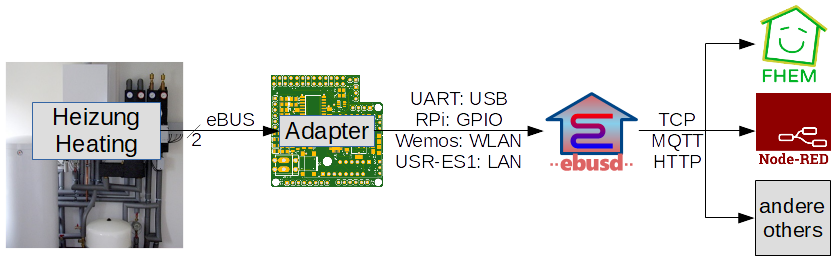 Heizung
Heating
eBUS
2
Adapter
UART: USB
RPi: GPIO
Wemos: WLAN
USR-ES1: LAN
ebusd
TCP
MQTT
HTTP
FHEM
Node-RED
andere
others